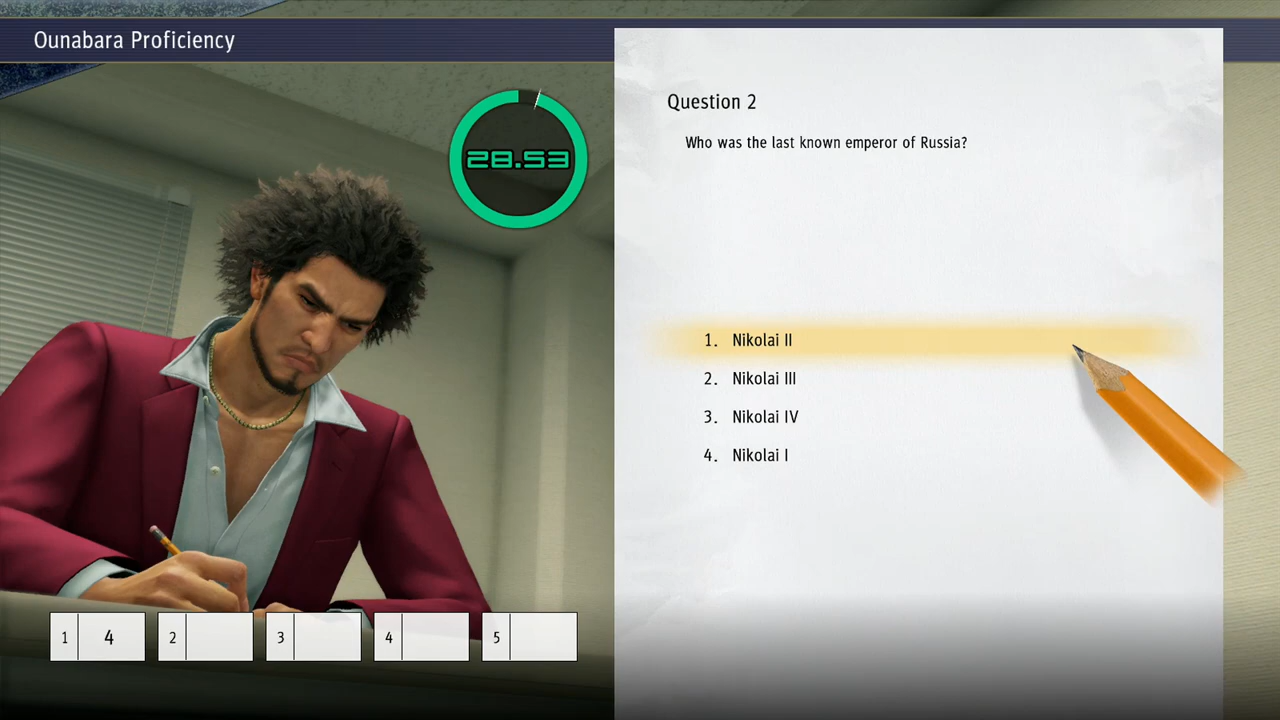 Ounabara Proficiency
28.53
Question 2
Who was the last known emperor of Russia?
1. Nikolai II
2. Nikolai III
3. Nikolai IV
4. Nikolai I
1 4 2 3 4 5